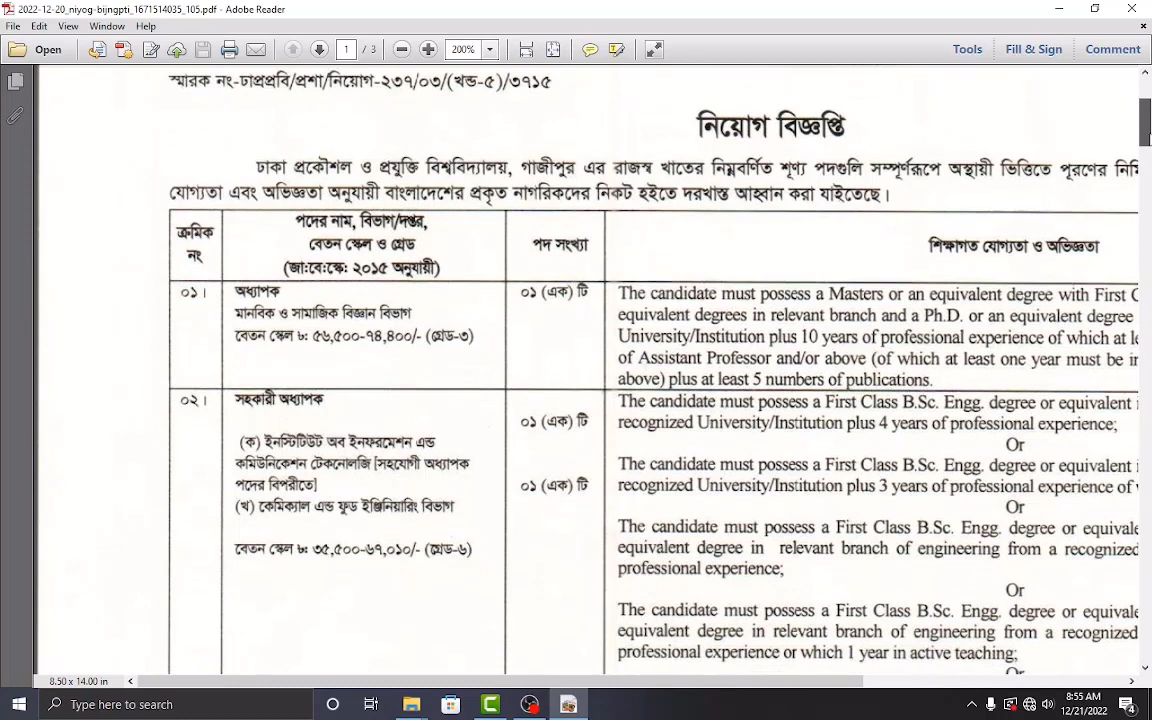 2022-12-20_niyog-bijngpti_1671514035_105.pdf - Adobe Reader
File Edit View Window Help
Open 1 / 3 200% Tools Fill & Sign Comment
স্মারক নং-ঢাপ্রপ্রবি/প্রশা/নিয়োগ-২৩৭/০৩/(খন্ড-৫)/৩৭১৫
নিয়োগ বিজ্ঞপ্তি
ঢাকা প্রকৌশল ও প্রযুক্তি বিশ্ববিদ্যালয়, গাজীপুর এর রাজস্ব খাতের নিম্নবর্ণিত শূণ্য পদগুলি সম্পূর্ণরূপে অস্থায়ী ভিত্তিতে পূরণের
যোগ্যতা এবং অভিজ্ঞতা অনুযায়ী বাংলাদেশের প্রকৃত নাগরিকদের নিকট হইতে দরখাস্ত আহ্বান করা যাইতেছে।
ক্রমিক নং
পদের নাম, বিভাগ/দপ্তর,
বেতন স্কেল ও গ্রেড
(জা:বে:স্কে: ২০১৫ অনুযায়ী)
পদ সংখ্যা
শিক্ষাগত যোগ্যতা ও অভিজ্ঞতা
০১।
অধ্যাপক
মানবিক ও সামাজিক বিজ্ঞান বিভাগ
বেতন স্কেল ৳: ৫৬,৫০০-৭৪,৪০০/- (গ্রেড-৩)
০১ (এক) টি
The candidate must possess a Masters or an equivalent degree with First
equivalent degrees in relevant branch and a Ph.D. or an equivalent degree
University/Institution plus 10 years of professional experience of which at
of Assistant Professor and/or above (of which at least one year must be
above) plus at least 5 numbers of publications.
০২।
সহকারী অধ্যাপক
(ক) ইনস্টিটিউট অব ইনফরমেশন এন্ড
কমিউনিকেশন টেকনোলজি [সহযোগী অধ্যাপক
পদের বিপরীতে]
(খ) কেমিক্যাল এন্ড ফুড ইঞ্জিনিয়ারিং বিভাগ
বেতন স্কেল ৳: ৩৫,৫০০-৬৭,০১০/- (গ্রেড-৬)
০১ (এক) টি
০১ (এক) টি
The candidate must possess a First Class B.Sc. Engg. degree or equivalent
recognized University/Institution plus 4 years of professional experience;
Or
The candidate must possess a First Class B.Sc. Engg. degree or equivalent
recognized University/Institution plus 3 years of professional experience of
Or
The candidate must possess a First Class B.Sc. Engg. degree or
equivalent degree in relevant branch of engineering from a recognized
professional experience;
Or
The candidate must possess a First Class B.Sc. Engg. degree or
equivalent degree in relevant branch of engineering from a recognized
professional experience or which 1 year in active teaching;
8.50 x 14.00 in
Type here to search
8:55 AM
12/21/2022
4